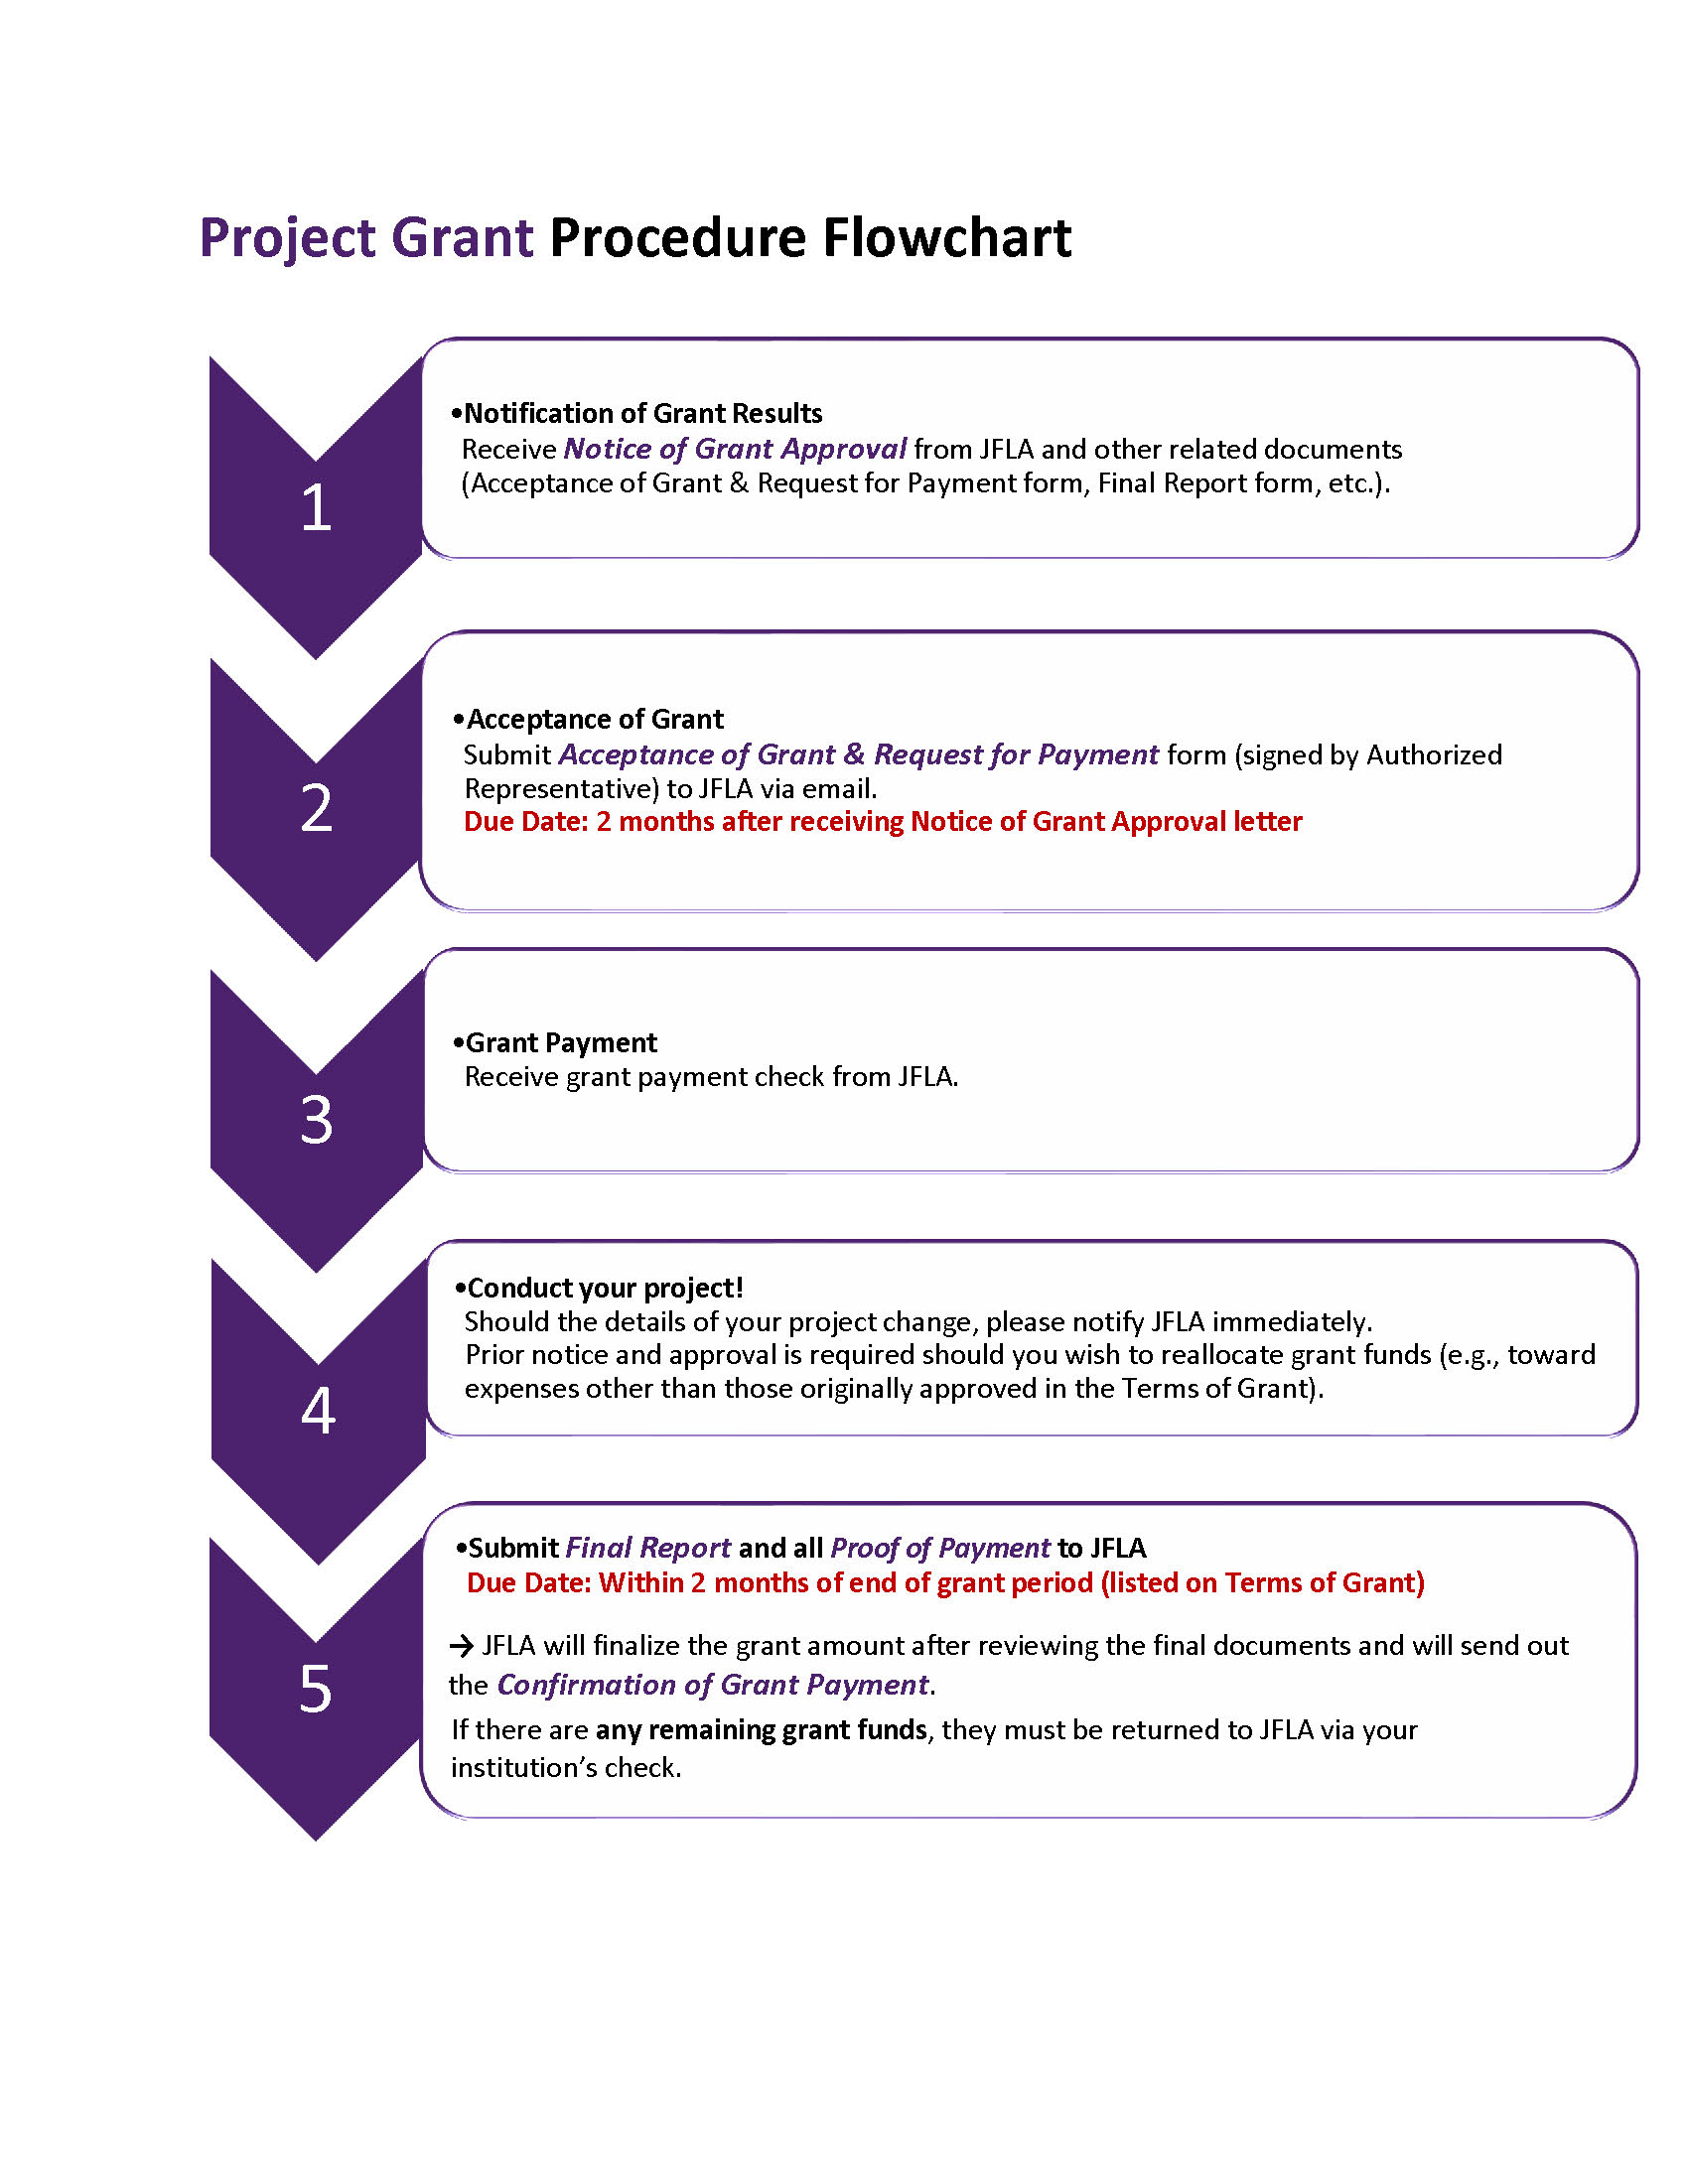 Project Grant Procedure Flowchart
1
•Notification of Grant Results
Receive Notice of Grant Approval from JFLA and other related documents
(Acceptance of Grant & Request for Payment form, Final Report form, etc.).
2
•Acceptance of Grant
Submit Acceptance of Grant & Request for Payment form (signed by Authorized
Representative) to JFLA via email.
Due Date: 2 months after receiving Notice of Grant Approval letter
3
•Grant Payment
Receive grant payment check from JFLA.
4
•Conduct your project!
Should the details of your project change, please notify JFLA immediately.
Prior notice and approval is required should you wish to reallocate grant funds (e.g., toward
expenses other than those originally approved in the Terms of Grant).
5
•Submit Final Report and all Proof of Payment to JFLA
Due Date: Within 2 months of end of grant period (listed on Terms of Grant)
→ JFLA will finalize the grant amount after reviewing the final documents and will send out
the Confirmation of Grant Payment.
If there are any remaining grant funds, they must be returned to JFLA via your
institution’s check.